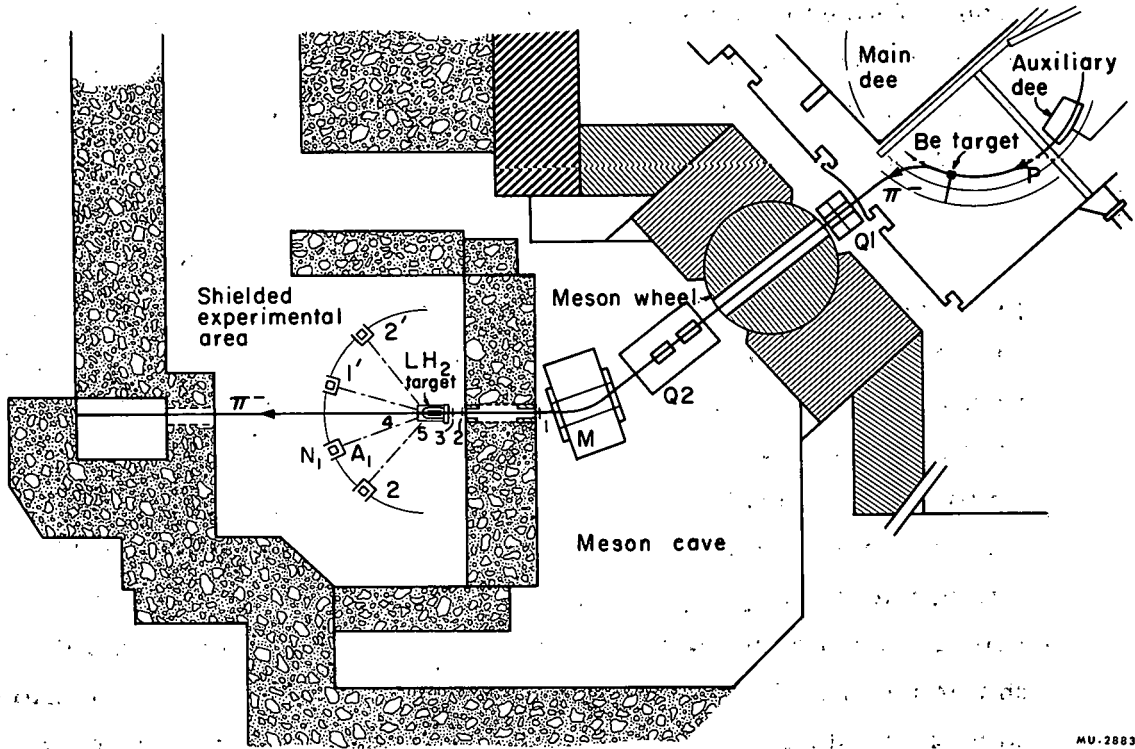 Main
dee
Auxiliary
dee
Be target
P
π⁻
Q1
Meson wheel
Shielded
experimental
area
2'
LH₂
target
1'
Q2
π⁻
4
5
3
2
1
M
N₁
A₁
2
Meson cave
MU-2883